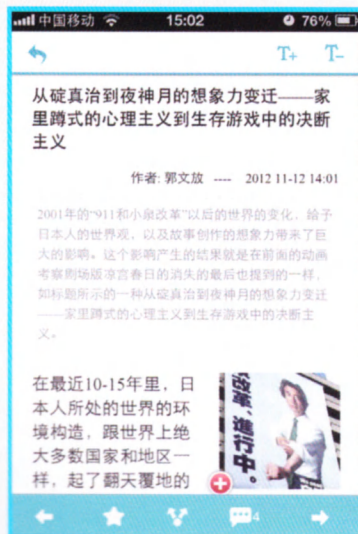 中国移动 15:02 76%
T+ T-
从碇真治到夜神月的想象力变迁——家
里蹲式的心理主义到生存游戏中的决断
主义
作者: 郭文放 ---- 2012 11-12 14:01
2001年的“911和小泉改革”以后的世界的变化，给予
日本人的世界观，以及故事创作的想象力带来了巨
大的影响。这个影响产生的结果就是在前面的动画
考察剧场版凉宫春日的消失的最后也提到的一样，
如标题所示的一种从碇真治到夜神月的想象力变迁
——家里蹲式的心理主义到生存游戏中的决断主
义。
在最近10-15年里，日
本人所处的世界的环
境构造，跟世界上绝
大多数国家和地区一
样，起了翻天覆地的
改革、進行中。
4